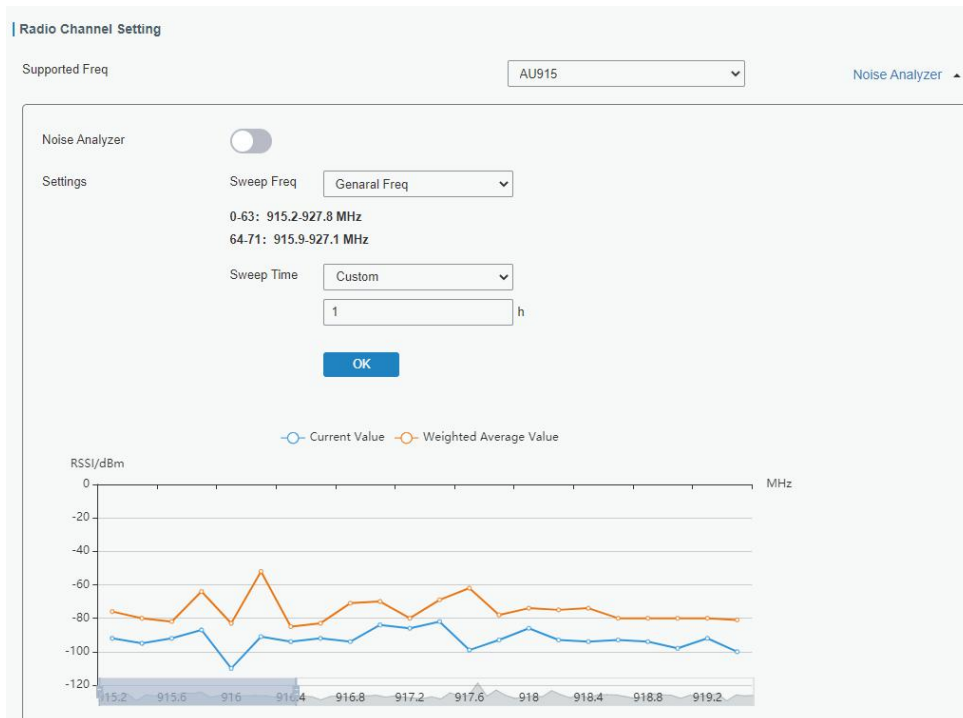 Radio Channel Setting
Supported Freq AU915 Noise Analyzer
Noise Analyzer
Settings Sweep Freq Genaral Freq
0-63: 915.2-927.8 MHz
64-71: 915.9-927.1 MHz
Sweep Time Custom
1 h
OK
Current Value Weighted Average Value
RSSI/dBm
0 MHz
-20
-40
-60
-80
-100
-120
915.2 915.6 916 916.4 916.8 917.2 917.6 918 918.4 918.8 919.2